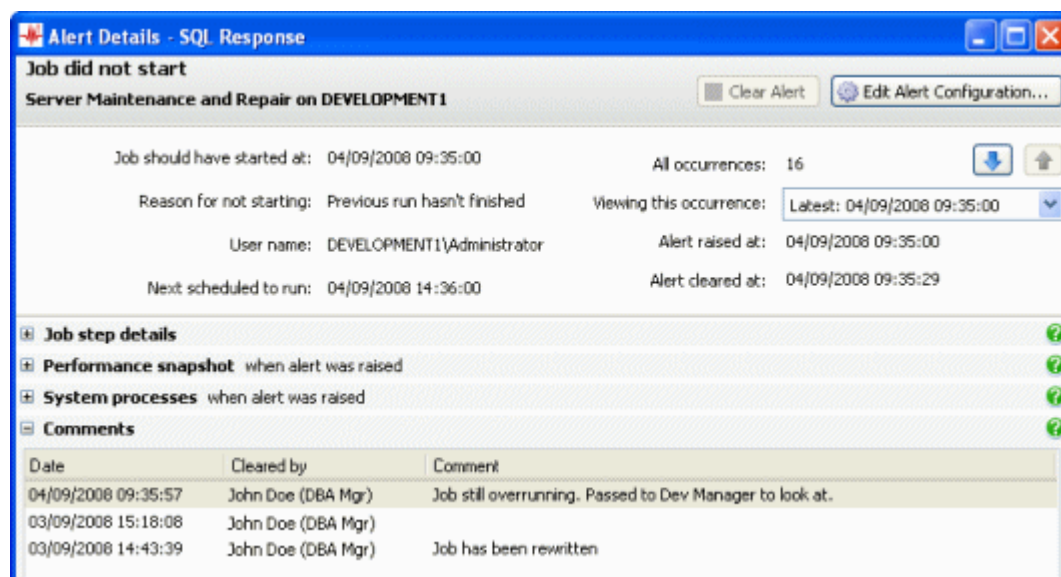 Alert Details - SQL Response
Job did not start
Server Maintenance and Repair on DEVELOPMENT1
Clear Alert
Edit Alert Configuration...
Job should have started at: 04/09/2008 09:35:00
Reason for not starting: Previous run hasn't finished
User name: DEVELOPMENT1\Administrator
Next scheduled to run: 04/09/2008 14:36:00
All occurrences: 16
Viewing this occurrence: Latest: 04/09/2008 09:35:00
Alert raised at: 04/09/2008 09:35:00
Alert cleared at: 04/09/2008 09:35:29
Job step details
Performance snapshot when alert was raised
System processes when alert was raised
Comments
Date Cleared by Comment
04/09/2008 09:35:57 John Doe (DBA Mgr) Job still overrunning. Passed to Dev Manager to look at.
03/09/2008 15:18:08 John Doe (DBA Mgr)
03/09/2008 14:43:39 John Doe (DBA Mgr) Job has been rewritten